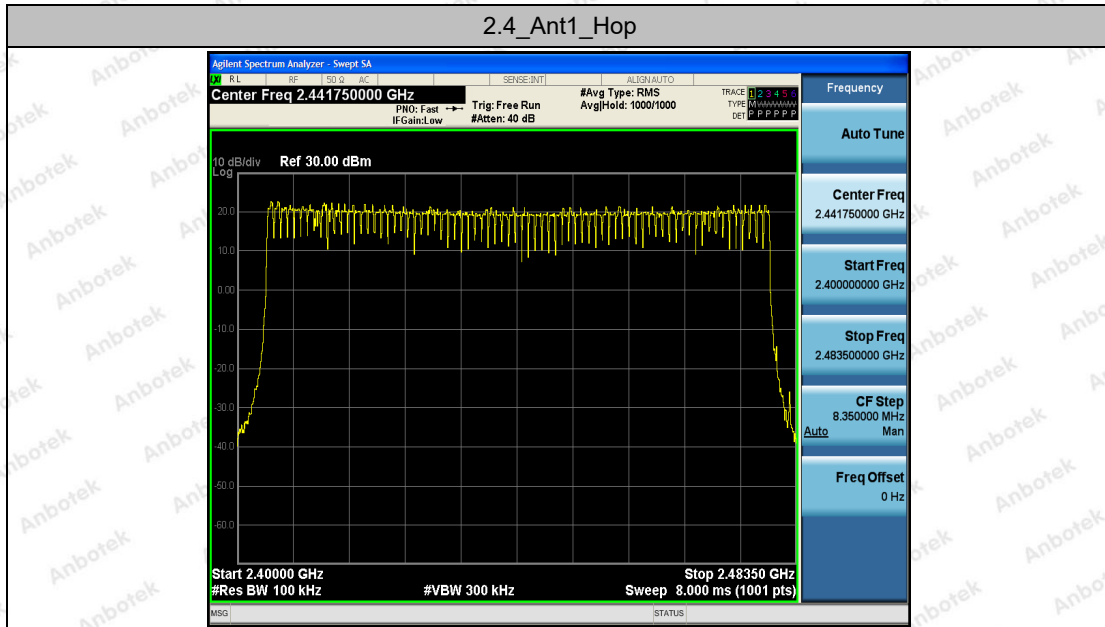 2.4_Ant1_Hop
Agilent Spectrum Analyzer - Swept SA
LXI RL RF 50 Ω AC SENSE:INT ALIGNAUTO
Center Freq 2.441750000 GHz
PNO: Fast
IFGain:Low
Trig: Free Run
#Atten: 40 dB
#Avg Type: RMS
Avg|Hold: 1000/1000
TRACE 1 2 3 4 5 6
TYPE MWWWWW
DET P P P P P P
10 dB/div Ref 30.00 dBm
Log
20.0
10.0
0.00
-10.0
-20.0
-30.0
-40.0
-50.0
-60.0
Start 2.40000 GHz Stop 2.48350 GHz
#Res BW 100 kHz #VBW 300 kHz Sweep 8.000 ms (1001 pts)
MSG STATUS
Frequency
Auto Tune
Center Freq
2.441750000 GHz
Start Freq
2.400000000 GHz
Stop Freq
2.483500000 GHz
CF Step
8.350000 MHz
Auto Man
Freq Offset
0 Hz
Anbotek